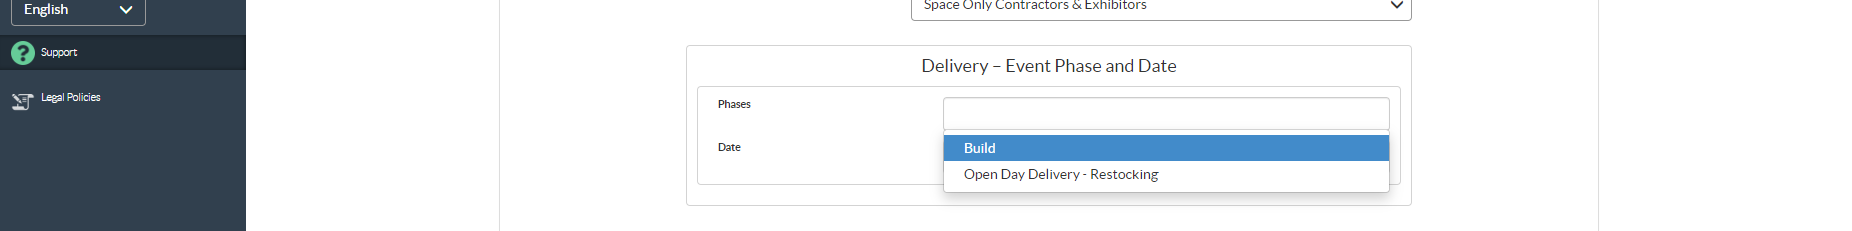 English
Support
Legal Policies
Space Only Contractors & Exhibitors
Delivery – Event Phase and Date
Phases
Date
Build
Open Day Delivery - Restocking